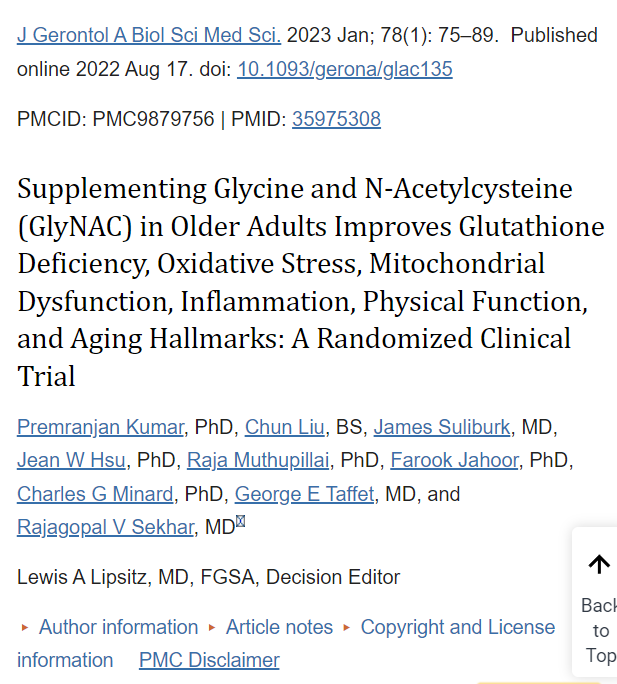 J Gerontol A Biol Sci Med Sci. 2023 Jan; 78(1): 75–89. Published
online 2022 Aug 17. doi: 10.1093/gerona/glac135
PMCID: PMC9879756 | PMID: 35975308
Supplementing Glycine and N-Acetylcysteine
(GlyNAC) in Older Adults Improves Glutathione
Deficiency, Oxidative Stress, Mitochondrial
Dysfunction, Inflammation, Physical Function,
and Aging Hallmarks: A Randomized Clinical
Trial
Premranjan Kumar, PhD, Chun Liu, BS, James Suliburk, MD,
Jean W Hsu, PhD, Raja Muthupillai, PhD, Farook Jahoor, PhD,
Charles G Minard, PhD, George E Taffet, MD, and
Rajagopal V Sekhar, MD
Lewis A Lipsitz, MD, FGSA, Decision Editor
▸ Author information ▸ Article notes ▸ Copyright and License
information PMC Disclaimer
Back
to
Top